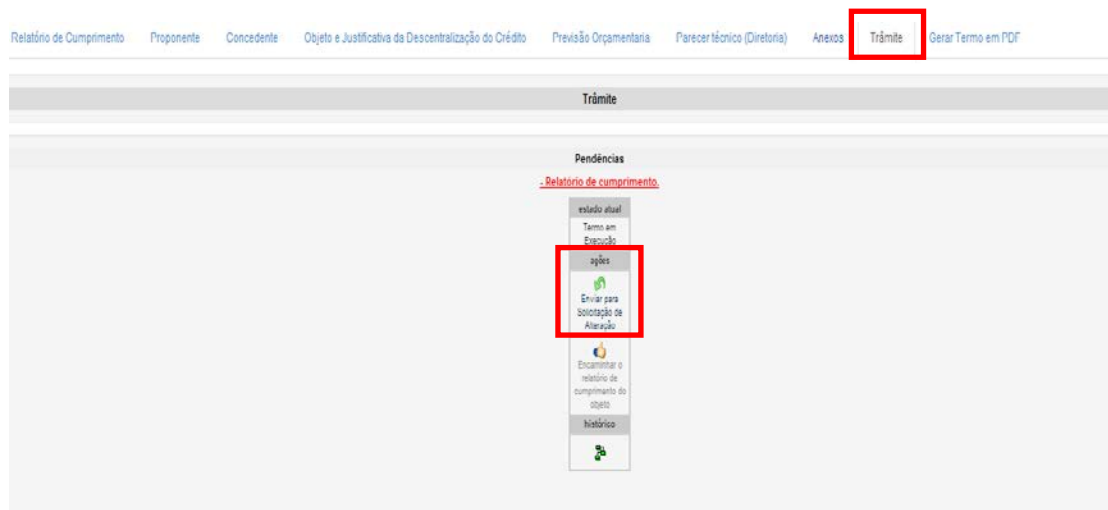 Relatório de Cumprimento Proponente Concedente Objeto e Justificativa da Descentralização do Crédito Previsão Orçamentaria Parecer técnico (Diretoria) Anexos Trâmite Gerar Termo em PDF
Trâmite
Pendências
- Relatório de cumprimento.
estado atual
Termo em
Execução
ações
Enviar para
Solicitação de
Alteração
Encaminhar o
relatório de
cumprimento do
objeto
histórico